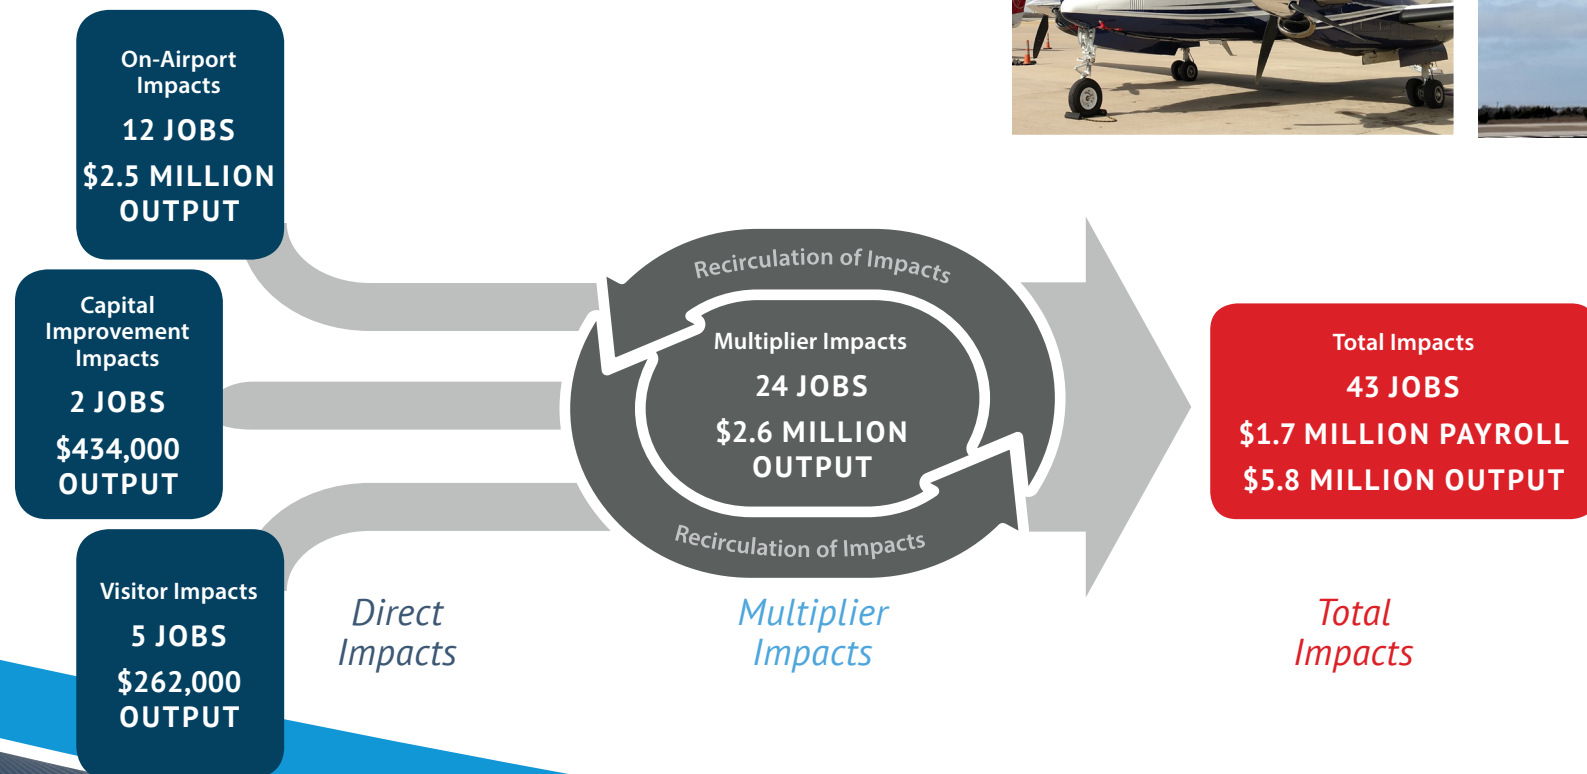 On-Airport
Impacts
12 JOBS
$2.5 MILLION
OUTPUT
Capital
Improvement
Impacts
2 JOBS
$434,000
OUTPUT
Visitor Impacts
5 JOBS
$262,000
OUTPUT
Direct
Impacts
Recirculation of Impacts
Multiplier Impacts
24 JOBS
$2.6 MILLION
OUTPUT
Recirculation of Impacts
Multiplier
Impacts
Total Impacts
43 JOBS
$1.7 MILLION PAYROLL
$5.8 MILLION OUTPUT
Total
Impacts